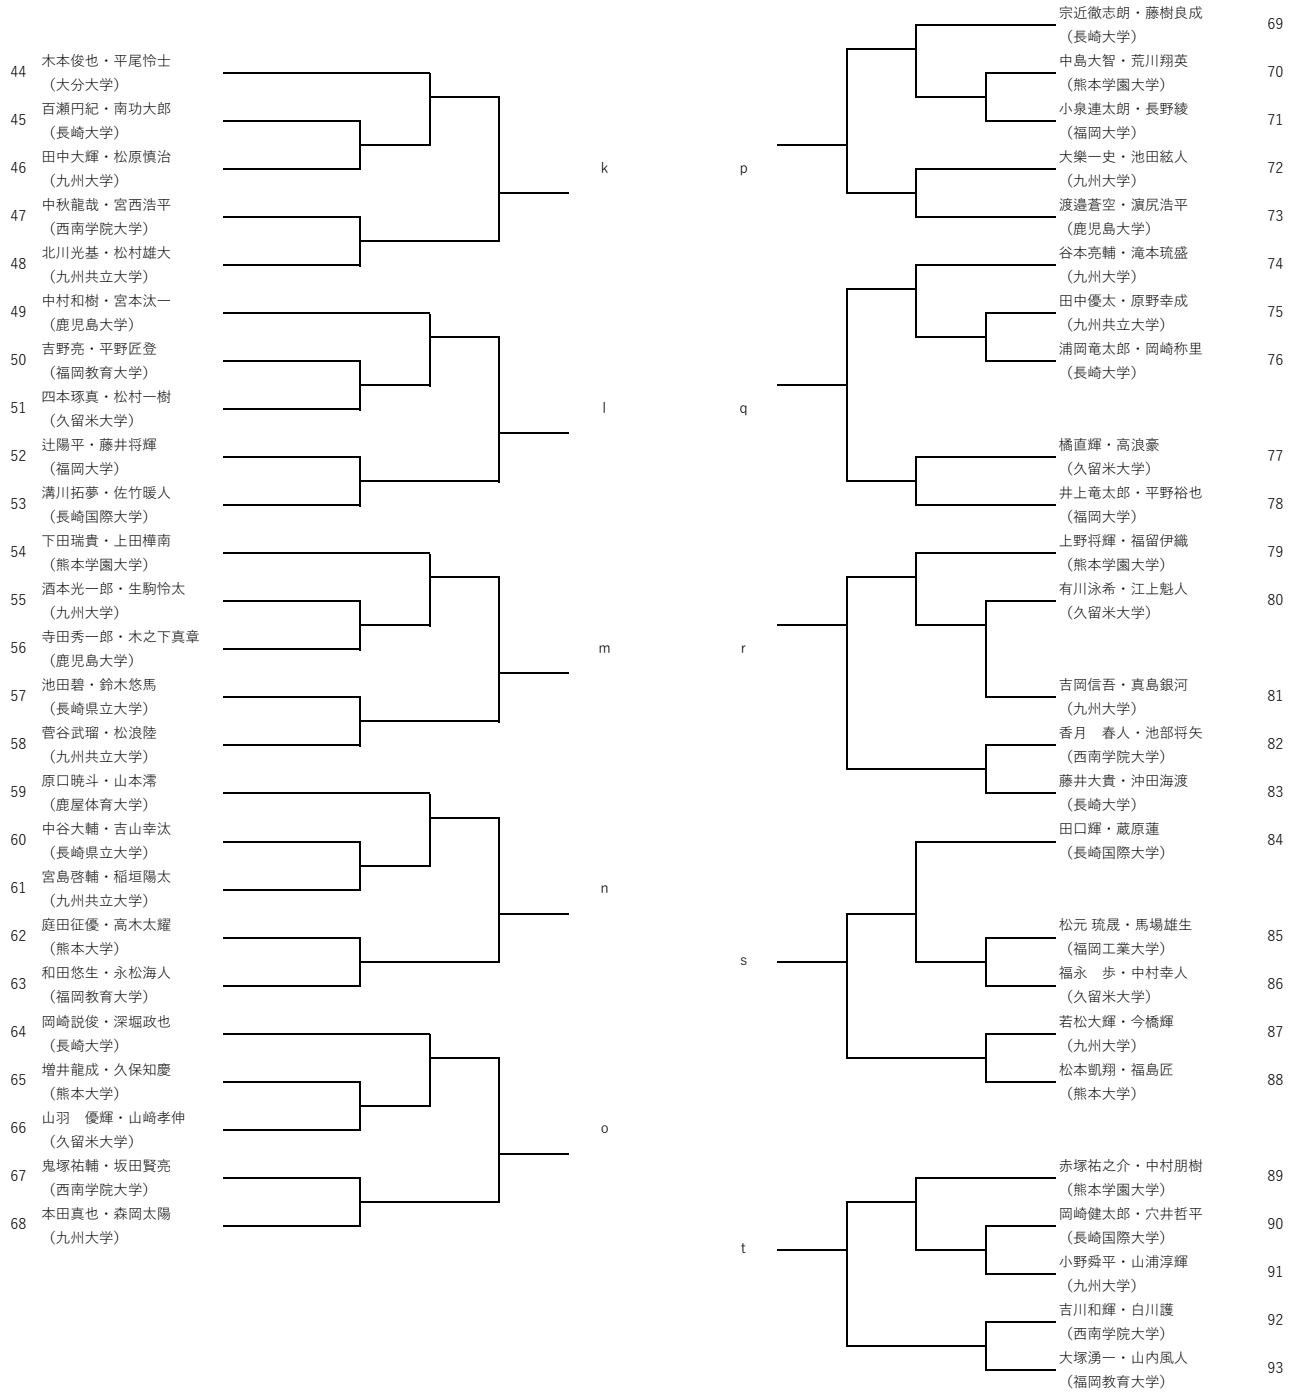 44 木本俊也・平尾怜士
（大分大学）
45 百瀬円紀・南功大郎
（長崎大学）
46 田中大輝・松原慎治
（九州大学）
47 中秋龍哉・宮西浩平
（西南学院大学）
48 北川光基・松村雄大
（九州共立大学）
k
49 中村和樹・宮本汰一
（鹿児島大学）
50 吉野亮・平野匠登
（福岡教育大学）
51 四本琢真・松村一樹
（久留米大学）
52 辻陽平・藤井将輝
（福岡大学）
53 溝川拓夢・佐竹暖人
（長崎国際大学）
l
54 下田瑞貴・上田樺南
（熊本学園大学）
55 酒本光一郎・生駒怜太
（九州大学）
56 寺田秀一郎・木之下真章
（鹿児島大学）
57 池田碧・鈴木悠馬
（長崎県立大学）
58 菅谷武瑠・松浪陸
（九州共立大学）
m
59 原口暁斗・山本澪
（鹿屋体育大学）
60 中谷大輔・吉山幸汰
（長崎県立大学）
61 宮島啓輔・稲垣陽太
（九州共立大学）
62 庭田征優・高木太耀
（熊本大学）
63 和田悠生・永松海人
（福岡教育大学）
n
64 岡崎説俊・深堀政也
（長崎大学）
65 増井龍成・久保知慶
（熊本大学）
66 山羽　優輝・山﨑孝伸
（久留米大学）
67 鬼塚祐輔・坂田賢亮
（西南学院大学）
68 本田真也・森岡太陽
（九州大学）
o
宗近徹志朗・藤樹良成 69
（長崎大学）
中島大智・荒川翔英 70
（熊本学園大学）
小泉連太朗・長野綾 71
（福岡大学）
大樂一史・池田絃人 72
（九州大学）
渡邉蒼空・濵尻浩平 73
（鹿児島大学）
p
谷本亮輔・滝本琉盛 74
（九州大学）
田中優太・原野幸成 75
（九州共立大学）
浦岡竜太郎・岡崎称里 76
（長崎大学）
橘直輝・高浪豪 77
（久留米大学）
井上竜太郎・平野裕也 78
（福岡大学）
q
上野将輝・福留伊織 79
（熊本学園大学）
有川泳希・江上魁人 80
（久留米大学）
吉岡信吾・真島銀河 81
（九州大学）
香月　春人・池部将矢 82
（西南学院大学）
藤井大貴・沖田海渡 83
（長崎大学）
r
田口輝・蔵原蓮 84
（長崎国際大学）
松元 琉晟・馬場雄生 85
（福岡工業大学）
福永　歩・中村幸人 86
（久留米大学）
若松大輝・今橋輝 87
（九州大学）
松本凱翔・福島匠 88
（熊本大学）
s
赤塚祐之介・中村朋樹 89
（熊本学園大学）
岡崎健太郎・穴井哲平 90
（長崎国際大学）
小野舜平・山浦淳輝 91
（九州大学）
吉川和輝・白川護 92
（西南学院大学）
大塚湧一・山内風人 93
（福岡教育大学）
t